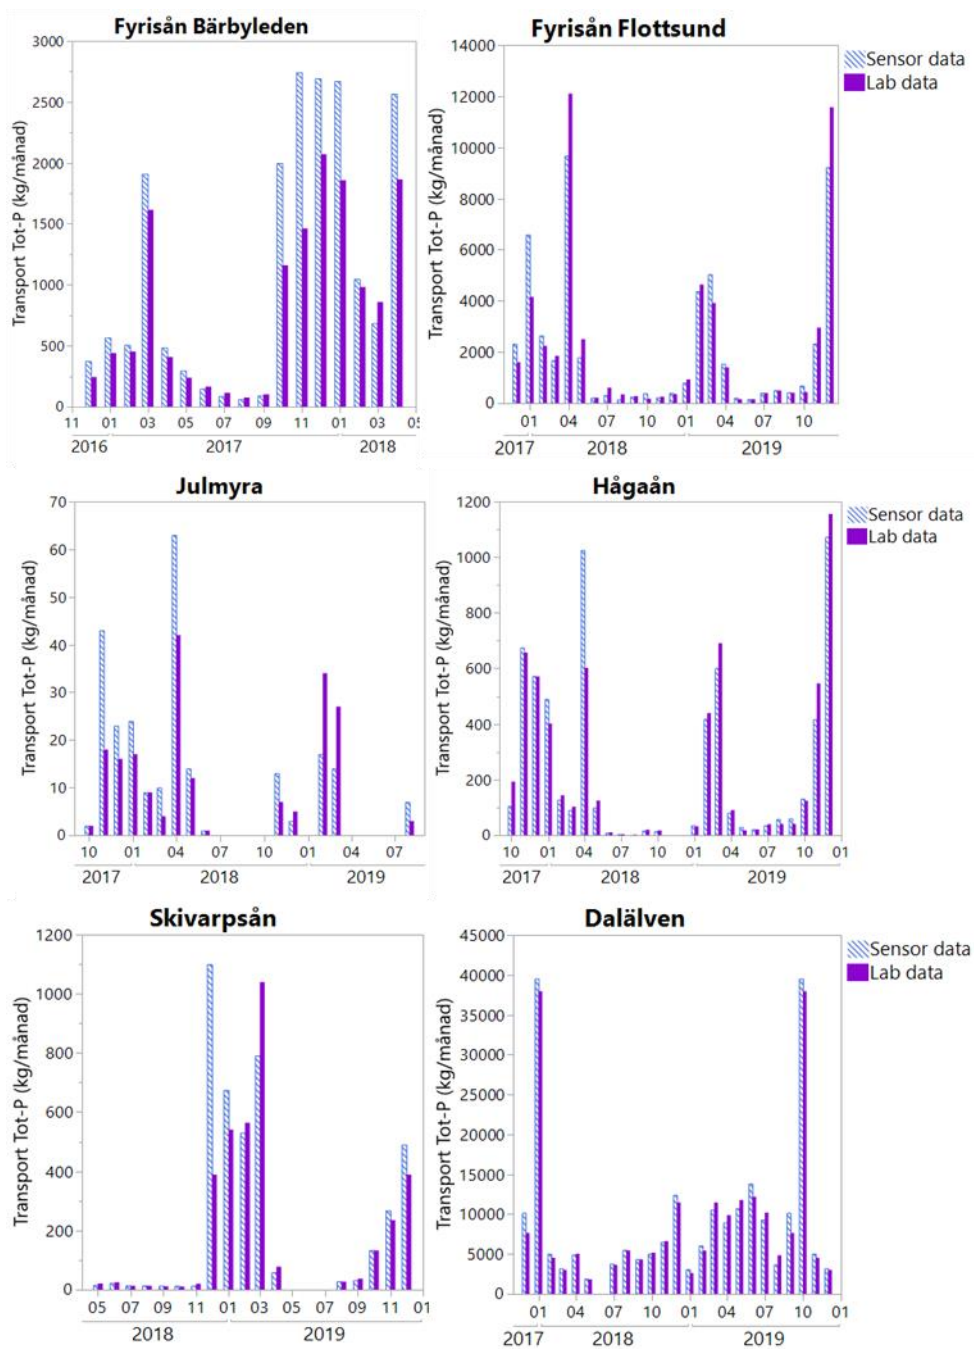 Fyrisån Bärbyleden
Transport Tot-P (kg/månad)
3000
2500
2000
1500
1000
500
0
11 01 03 05 07 09 11 01 03 05
2016 2017 2018
Fyrisån Flottsund
Transport Tot-P (kg/månad)
14000
12000
10000
8000
6000
4000
2000
0
01 04 07 10 01 04 07 10
2017 2018 2019
Sensor data
Lab data
Julmyra
Transport Tot-P (kg/månad)
70
60
50
40
30
20
10
0
10 01 04 07 10 01 04 07
2017 2018 2019
Hågaån
Transport Tot-P (kg/månad)
1200
1000
800
600
400
200
0
10 01 04 07 10 01 04 07 10 01
2017 2018 2019
Sensor data
Lab data
Skivarpsån
Transport Tot-P (kg/månad)
1200
1000
800
600
400
200
0
05 07 09 11 01 03 05 07 09 11 01
2018 2019
Dalälven
Transport Tot-P (kg/månad)
45000
40000
35000
30000
25000
20000
15000
10000
5000
0
01 04 07 10 01 04 07 10 01
2017 2018 2019
Sensor data
Lab data